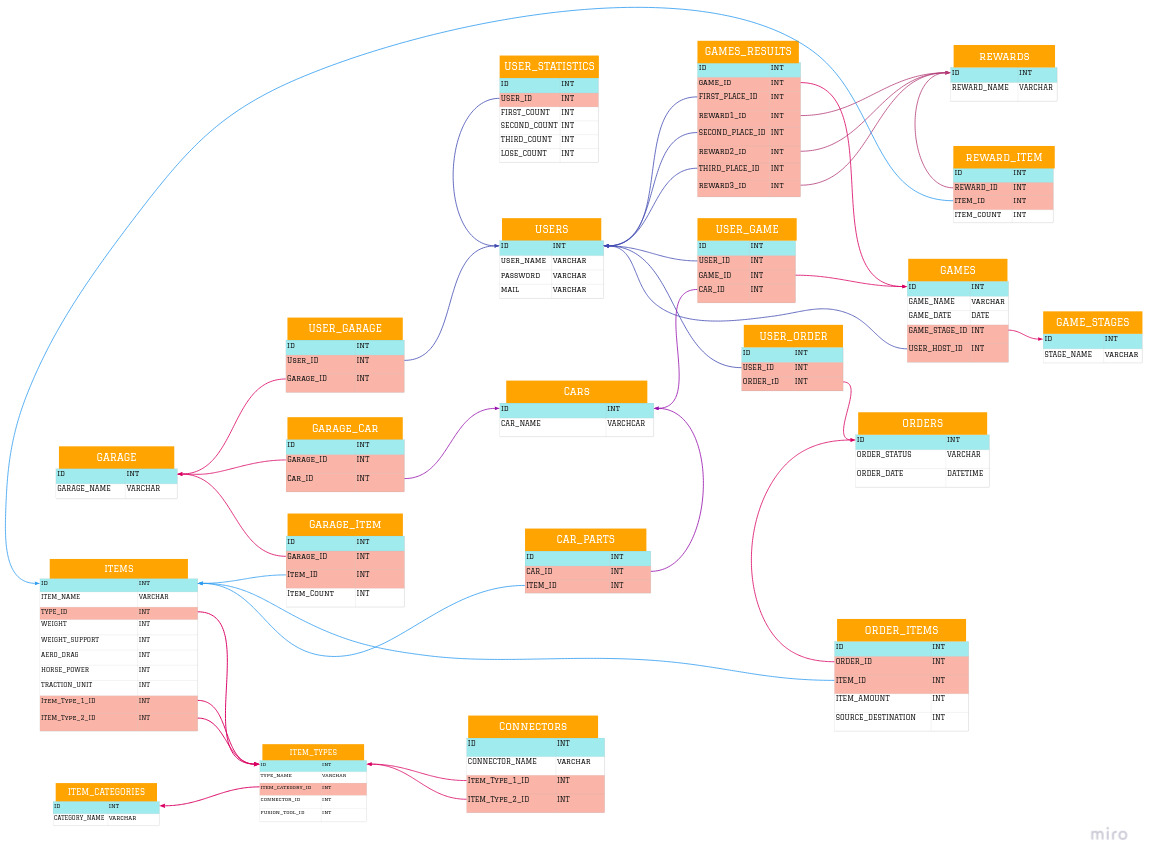 USER_STATISTICS
ID INT
USER_ID INT
FIRST_COUNT INT
SECOND_COUNT INT
THIRD_COUNT INT
LOSE_COUNT INT
GAMES_RESULTS
ID INT
GAME_ID INT
FIRST_PLACE_ID INT
REWARD1_ID INT
SECOND_PLACE_ID INT
REWARD2_ID INT
THIRD_PLACE_ID INT
REWARD3_ID INT
REWARDS
ID INT
REWARD_NAME VARCHAR
REWARD_ITEM
ID INT
REWARD_ID INT
ITEM_ID INT
ITEM_COUNT INT
USERS
ID INT
USER_NAME VARCHAR
PASSWORD VARCHAR
MAIL VARCHAR
USER_GAME
ID INT
USER_ID INT
GAME_ID INT
CAR_ID INT
GAMES
ID INT
GAME_NAME VARCHAR
GAME_DATE DATE
GAME_STAGE_ID INT
USER_HOST_ID INT
GAME_STAGES
ID INT
STAGE_NAME VARCHAR
USER_GARAGE
ID INT
User_ID INT
Garage_ID INT
USER_ORDER
ID INT
USER_ID INT
ORDER_ID INT
Cars
ID INT
CAR_NAME VARCHCAR
Garage_Car
ID INT
Garage_ID INT
Car_ID INT
ORDERS
ID INT
ORDER_STATUS VARCHAR
ORDER_DATE DATETIME
GARAGE
ID INT
GARAGE_NAME VARCHAR
Garage_Item
ID INT
Garage_ID INT
Item_ID INT
Item_Count INT
CAR_PARTS
ID INT
CAR_ID INT
ITEM_ID INT
ITEMS
ID INT
ITEM_NAME VARCHAR
TYPE_ID INT
WEIGHT INT
WEIGHT_SUPPORT INT
AERO_DRAG INT
HORSE_POWER INT
TRACTION_UNIT INT
Item_Type_1_ID INT
ITEM_Type_2_ID INT
ORDER_ITEMS
ID INT
ORDER_ID INT
ITEM_ID INT
ITEM_AMOUNT INT
SOURCE_DESTINATION INT
Connectors
ID INT
CONNECTOR_NAME VARCHAR
Item_Type_1_ID INT
ITEM_Type_2_ID INT
ITEM_TYPES
ID INT
TYPE_NAME VARCHAR
ITEM_CATEGORY_ID INT
CONNECTOR_ID INT
FUSION_TOOL_ID INT
ITEM_CATEGORIES
ID INT
CATEGORY_NAME VARCHAR
miro